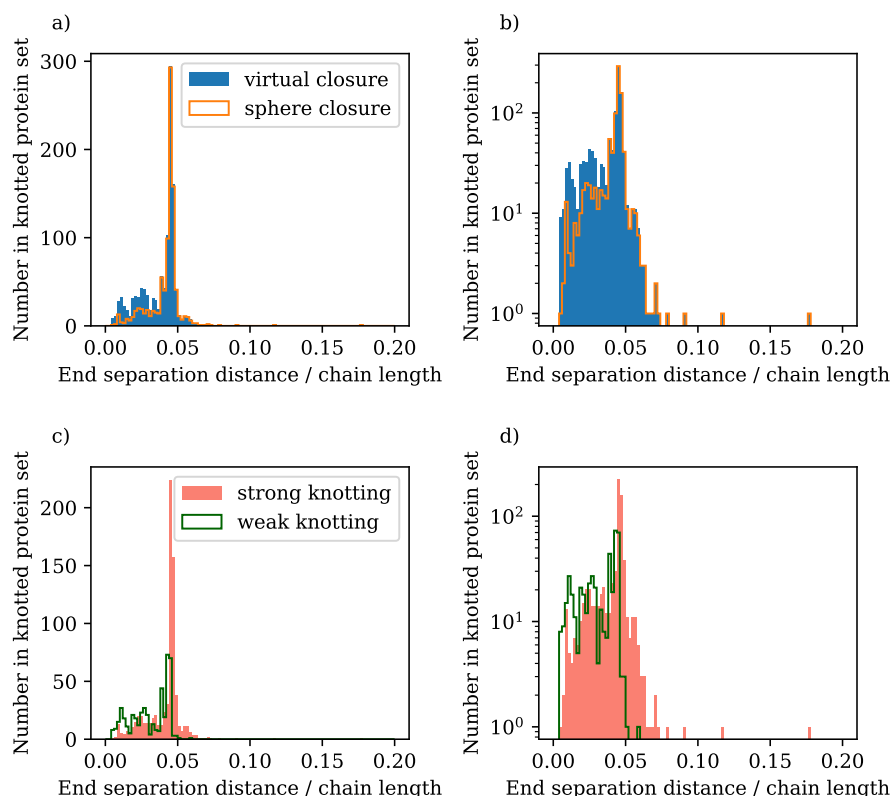 a)
Number in knotted protein set
300
200
100
0
virtual closure
sphere closure
0.00 0.05 0.10 0.15 0.20
End separation distance / chain length
b)
Number in knotted protein set
10²
10¹
10⁰
0.00 0.05 0.10 0.15 0.20
End separation distance / chain length
c)
Number in knotted protein set
200
150
100
50
0
strong knotting
weak knotting
0.00 0.05 0.10 0.15 0.20
End separation distance / chain length
d)
Number in knotted protein set
10²
10¹
10⁰
0.00 0.05 0.10 0.15 0.20
End separation distance / chain length